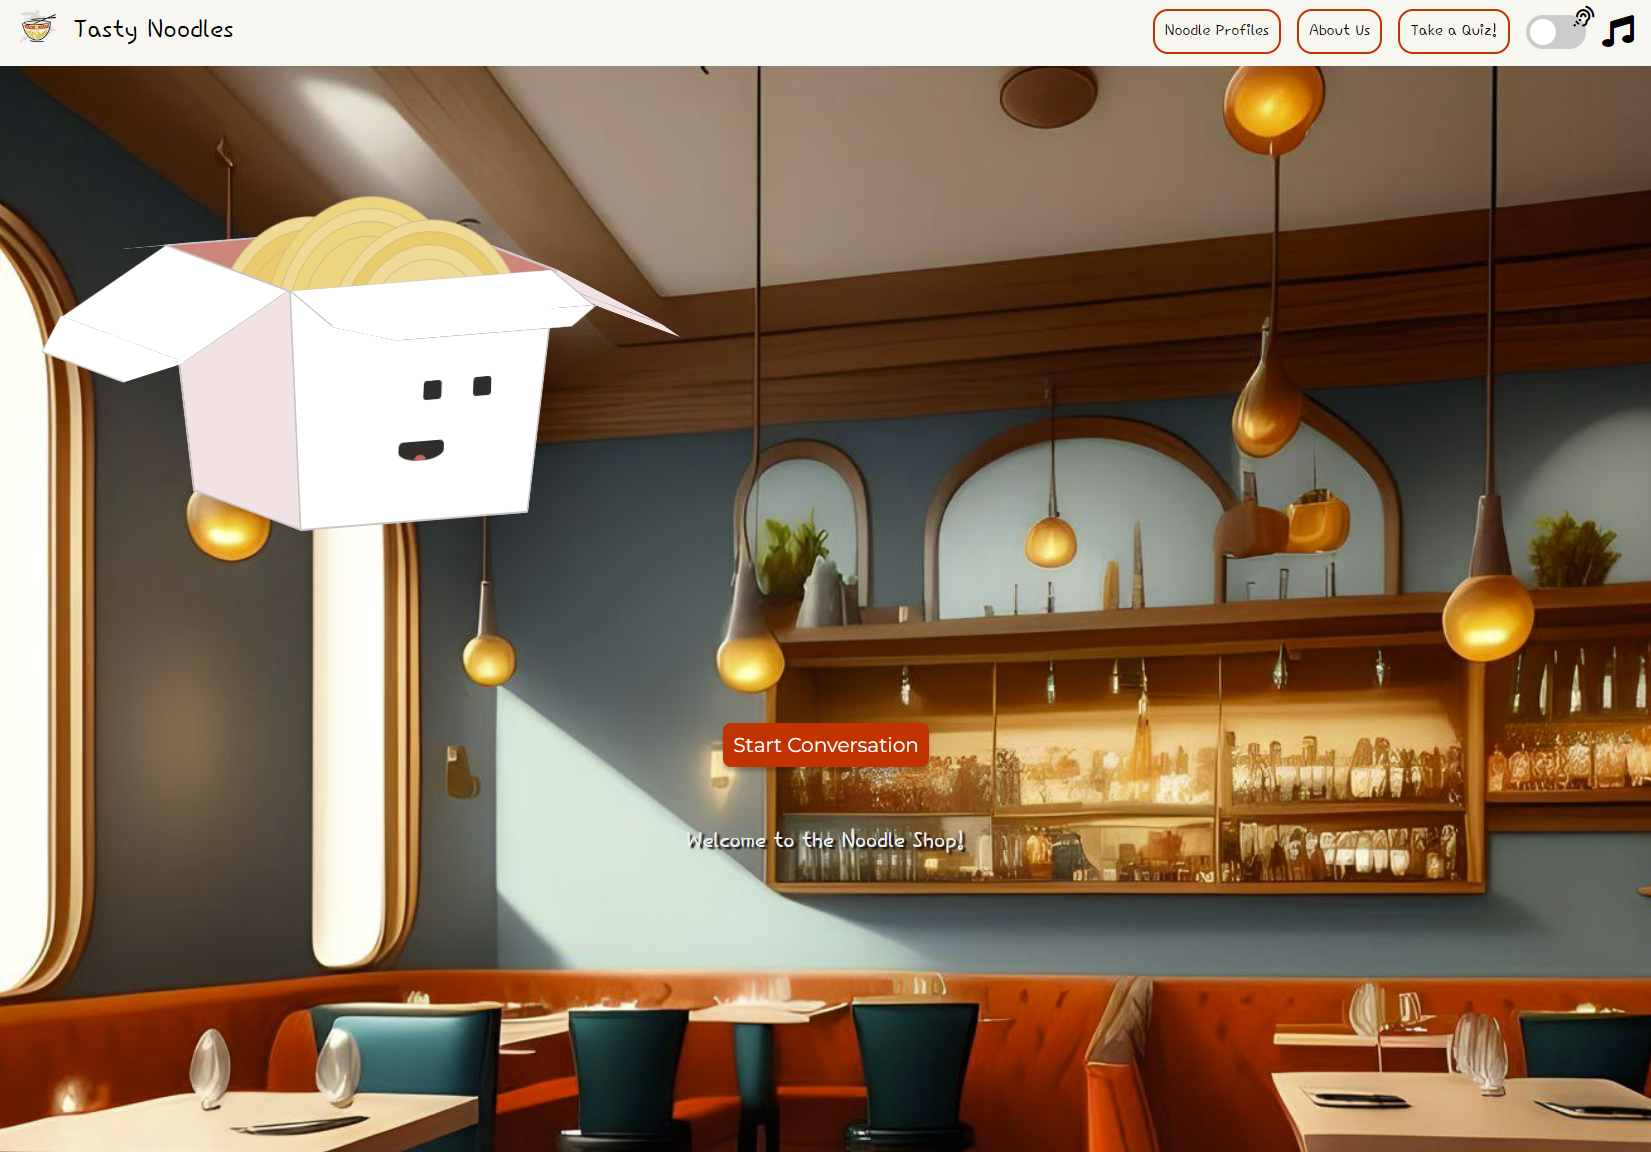 Tasty Noodles
Noodle Profiles
About Us
Take a Quiz!
Start Conversation
Welcome to the Noodle Shop!